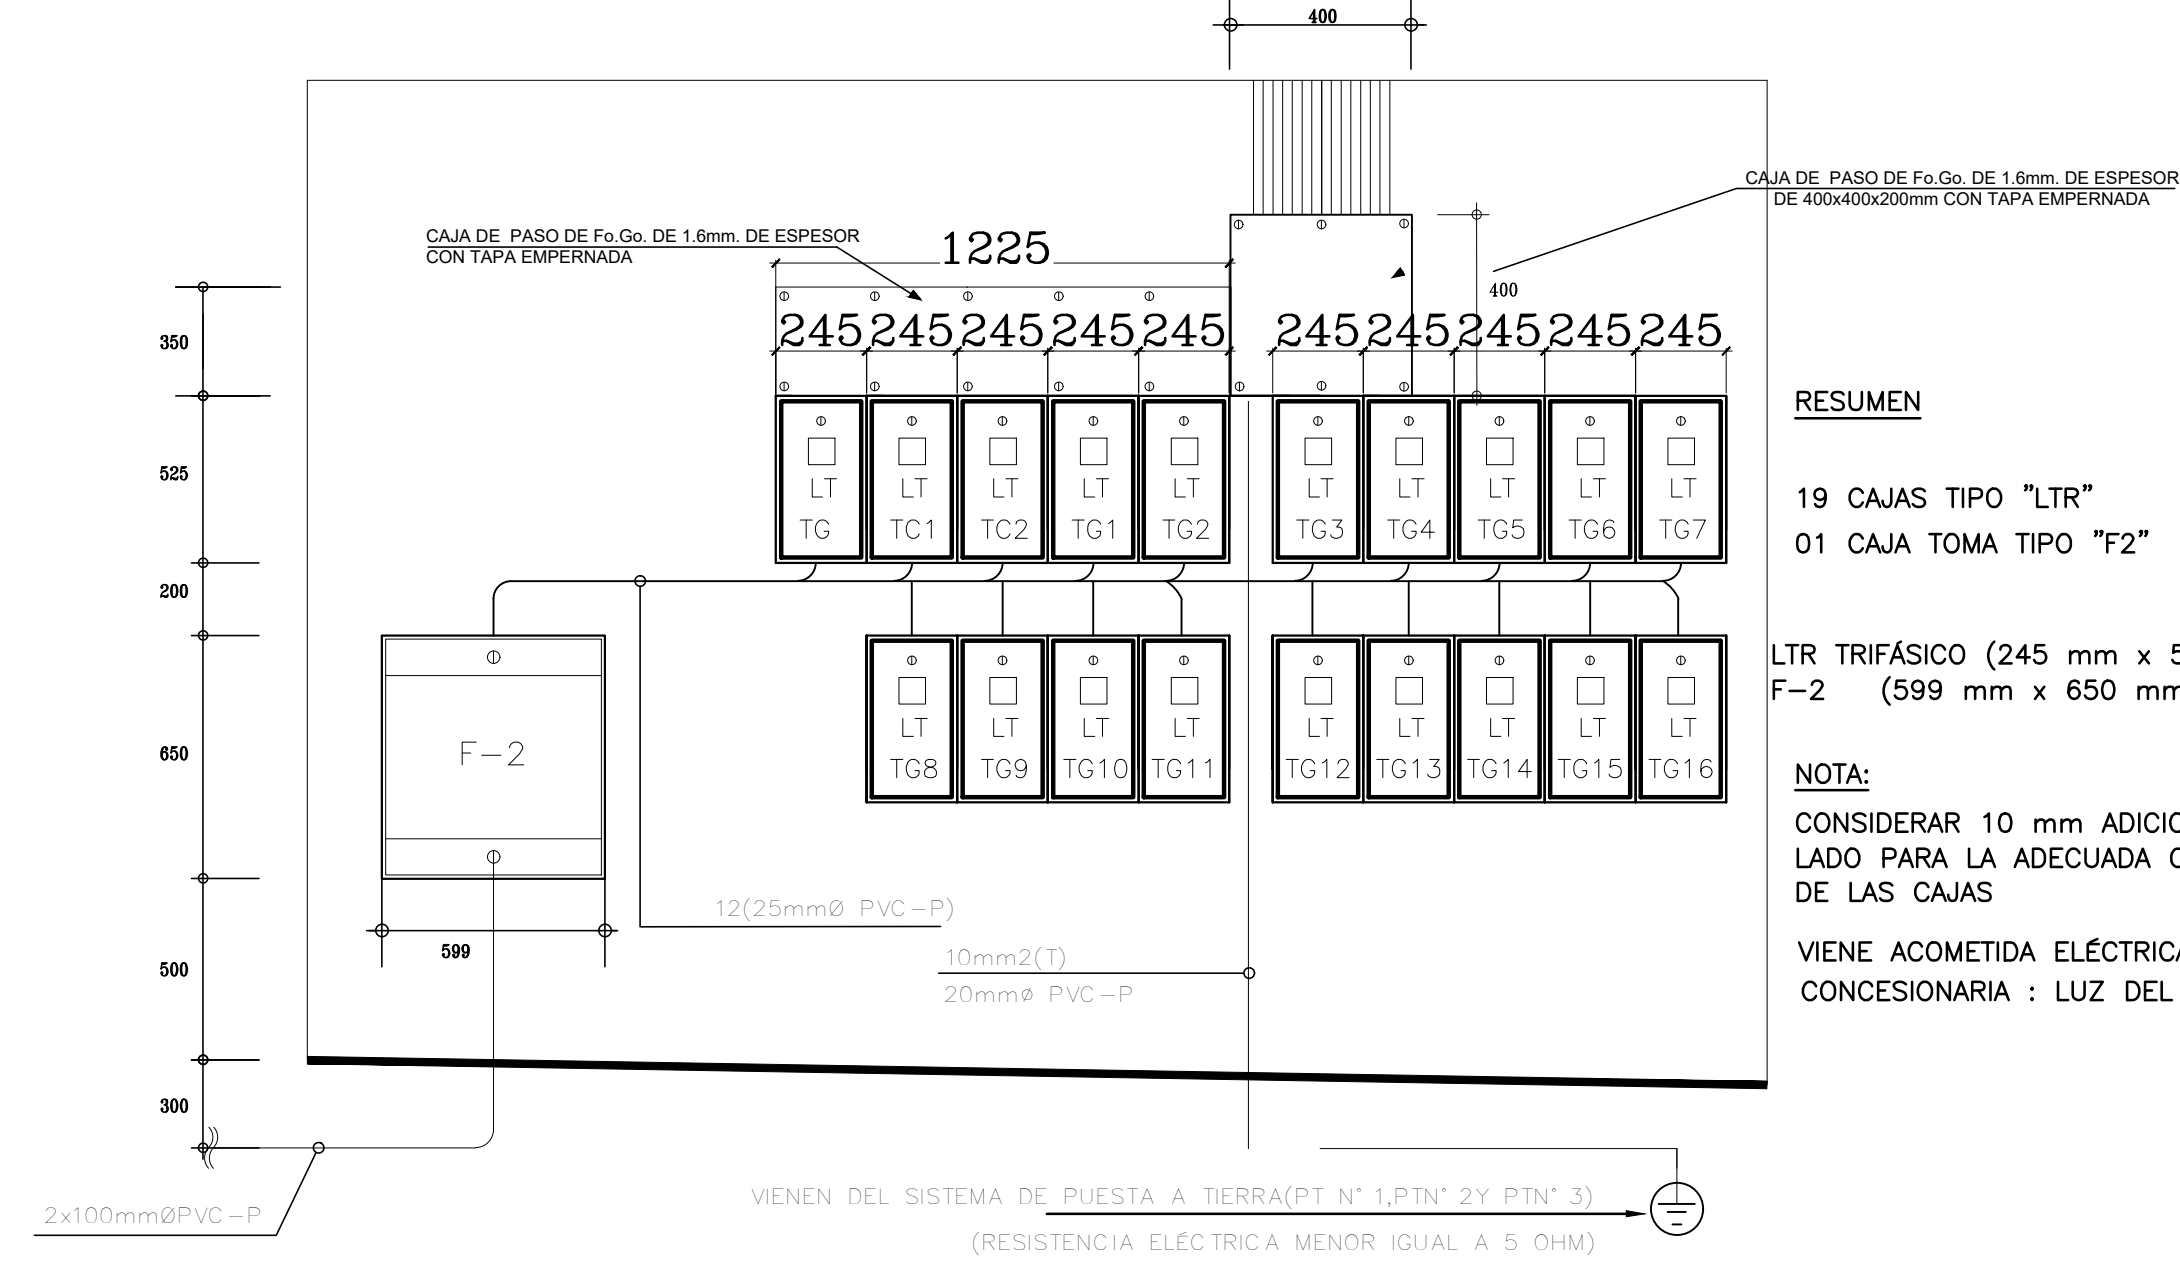 400
CAJA DE PASO DE Fo.Go. DE 1.6mm. DE ESPESOR
DE 400x400x200mm CON TAPA EMPERNADA
CAJA DE PASO DE Fo.Go. DE 1.6mm. DE ESPESOR
CON TAPA EMPERNADA
1225
400
350
245 245 245 245 245 245 245 245 245 245
RESUMEN
525
19 CAJAS TIPO "LTR"
01 CAJA TOMA TIPO "F2"
LT LT LT LT LT LT LT LT LT LT
TG TC1 TC2 TG1 TG2 TG3 TG4 TG5 TG6 TG7
200
LTR TRIFÁSICO (245 mm x 5
F-2 (599 mm x 650 mm
650
F-2
LT LT LT LT LT LT LT LT LT
TG8 TG9 TG10 TG11 TG12 TG13 TG14 TG15 TG16
NOTA:
CONSIDERAR 10 mm ADICIO
LADO PARA LA ADECUADA
DE LAS CAJAS
12(25mmØ PVC-P)
599
500
10mm2(T)
20mmø PVC-P
VIENE ACOMETIDA ELÉCTRICA
CONCESIONARIA : LUZ DEL
300
2x100mmØPVC-P
VIENEN DEL SISTEMA DE PUESTA A TIERRA(PT N° 1,PTN° 2Y PTN° 3)
(RESISTENCIA ELÉCTRICA MENOR IGUAL A 5 OHM)